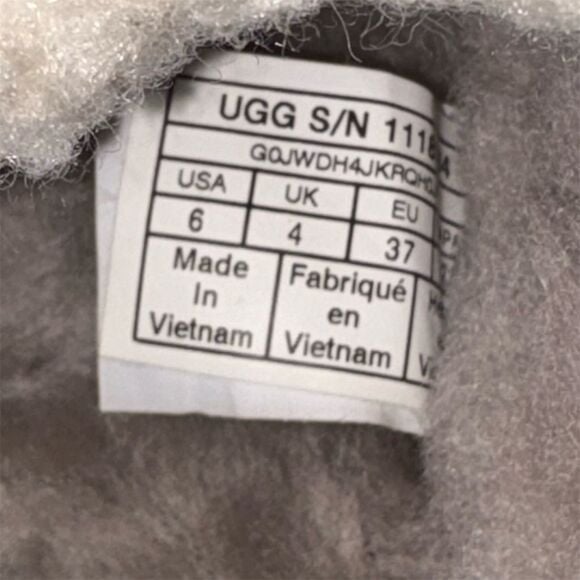 UGG S/N 111
USA UK EU
6 4 37
Made Fabriqué
In en
Vietnam Vietnam